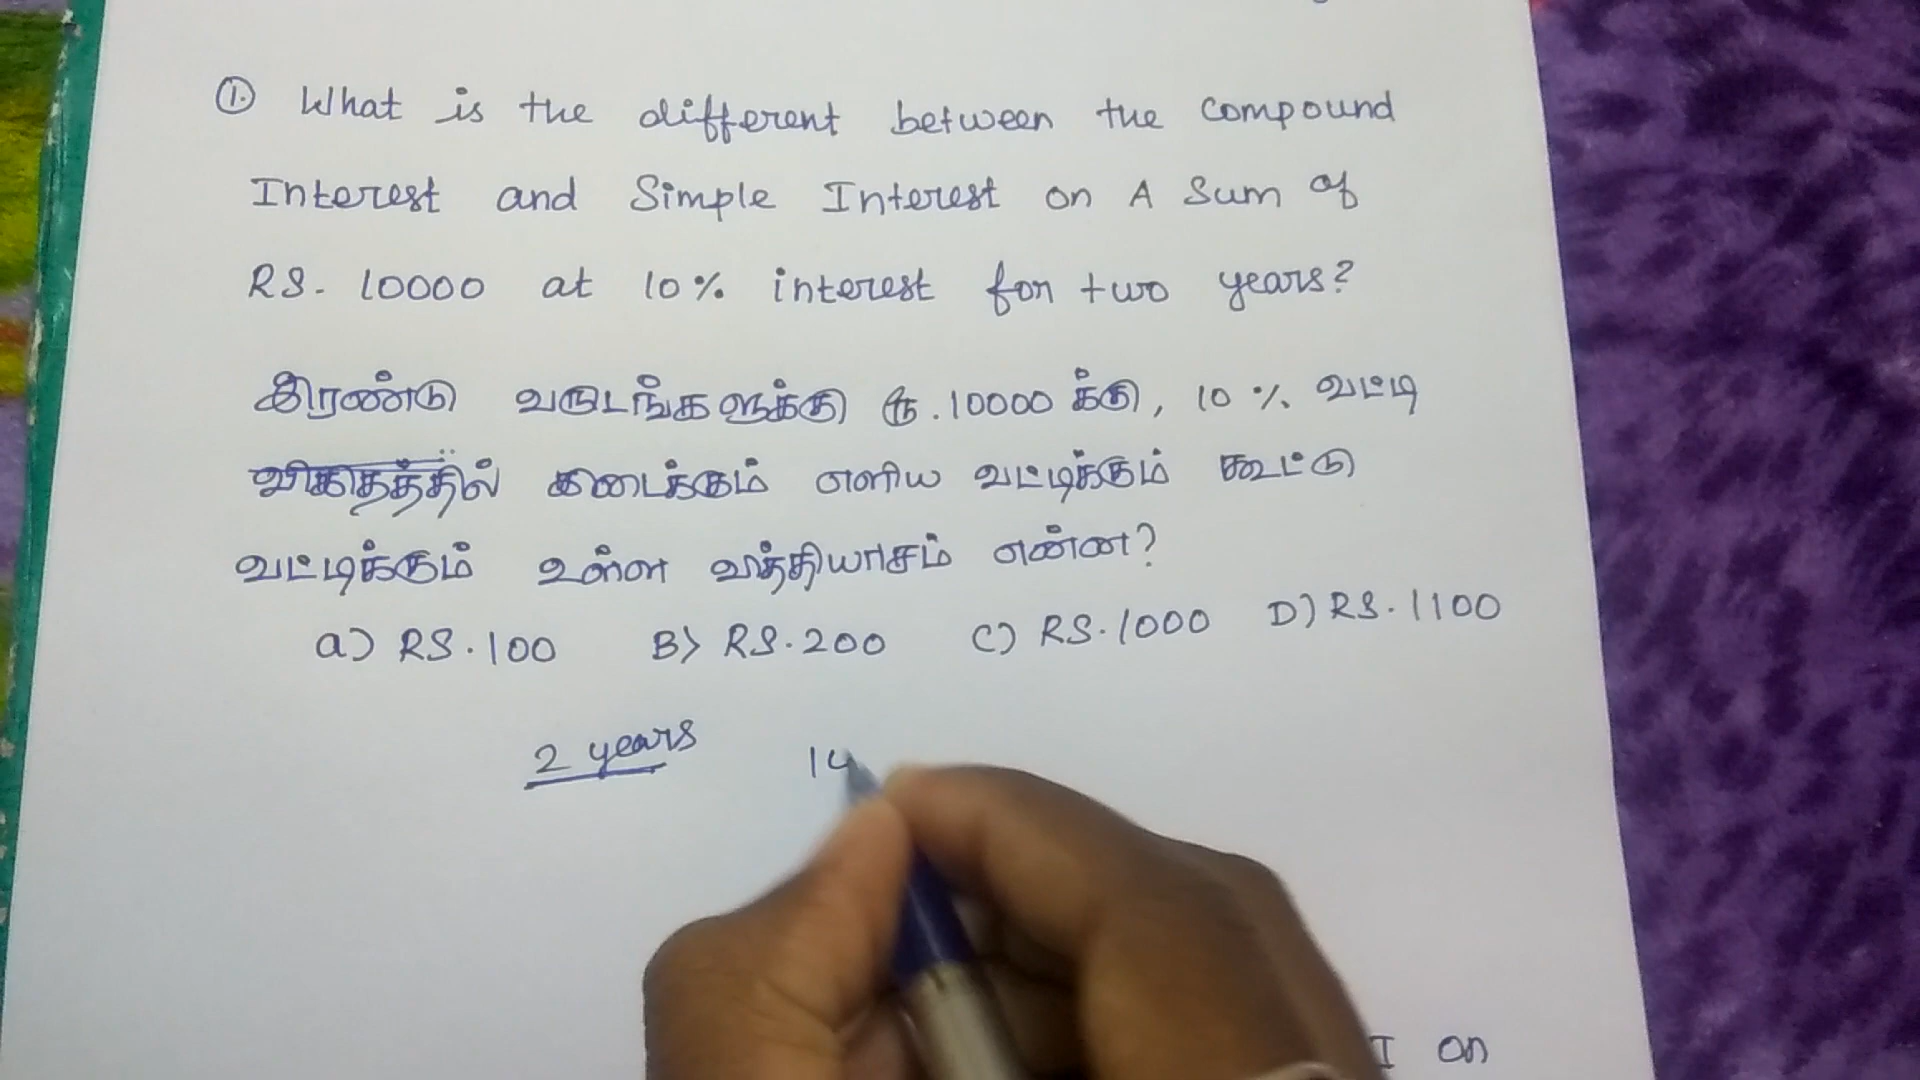 ① What is the different between the compound
Interest and Simple Interest on A Sum of
RS. 10000 at 10% interest for two years?
இரண்டு வருடங்களுக்கு ரூ.10000 க்கு, 10 % வட்டி
விகிதத்தில் கிடைக்கும் எளிய வட்டிக்கும் கூட்டு
வட்டிக்கும் உள்ள வித்தியாசம் என்ன?
a) RS.100 B) RS.200 C) RS.1000 D) RS.1100
2 years
I on